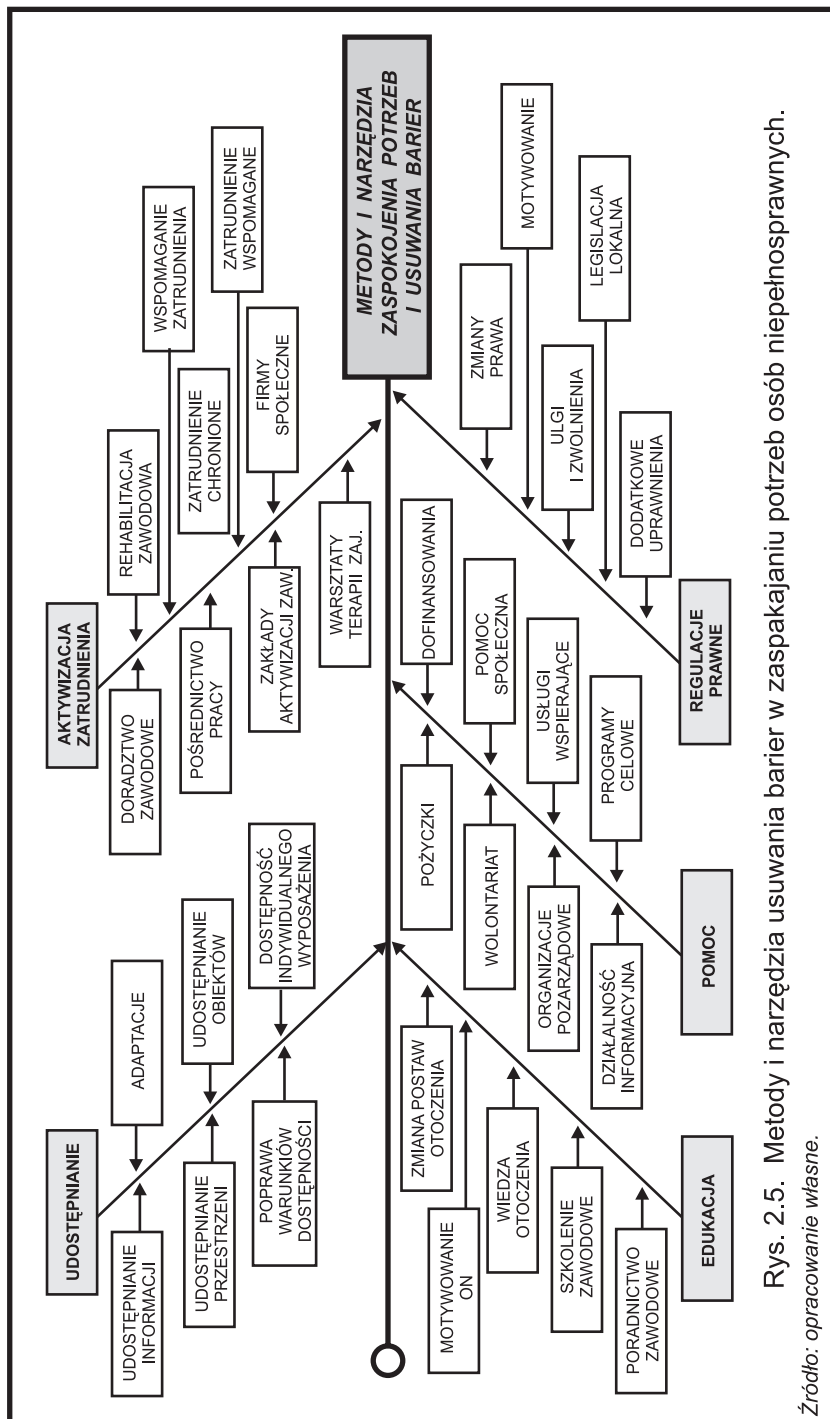 UDOSTĘPNIANIE
UDOSTĘPNIANIE
INFORMACJI
ADAPTACJE
UDOSTĘPNIANIE
PRZESTRZENI
UDOSTĘPNIANIE
OBIEKTÓW
POPRAWA
WARUNKÓW
DOSTĘPNOŚCI
DOSTĘPNOŚĆ
INDYWIDUALNEGO
WYPOSAŻENIA
AKTYWIZACJA
ZATRUDNIENIA
DORADZTWO
ZAWODOWE
REHABILITACJA
ZAWODOWA
WSPOMAGANIE
ZATRUDNIENIA
POŚREDNICTWO
PRACY
ZATRUDNIENIE
CHRONIONE
ZATRUDNIENIE
WSPOMAGANE
ZAKŁADY
AKTYWIZACJI ZAW.
FIRMY
SPOŁECZNE
WARSZTATY
TERAPII ZAJ.
METODY I NARZĘDZIA
ZASPOKOJENIA POTRZEB
I USUWANIA BARIER
ZMIANA POSTAW
OTOCZENIA
MOTYWOWANIE
ON
WIEDZA
OTOCZENIA
SZKOLENIE
ZAWODOWE
PORADNICTWO
ZAWODOWE
EDUKACJA
POŻYCZKI
DOFINANSOWANIA
WOLONTARIAT
POMOC
SPOŁECZNA
ORGANIZACJE
POZARZĄDOWE
USŁUGI
WSPIERAJĄCE
DZIAŁALNOŚĆ
INFORMACYJNA
PROGRAMY
CELOWE
POMOC
ZMIANY
PRAWA
MOTYWOWANIE
ULGI
I ZWOLNIENIA
LEGISLACJA
LOKALNA
DODATKOWE
UPRAWNIENIA
REGULACJE
PRAWNE
Rys. 2.5. Metody i narzędzia usuwania barier w zaspakajaniu potrzeb osób niepełnosprawnych.
Źródło: opracowanie własne.